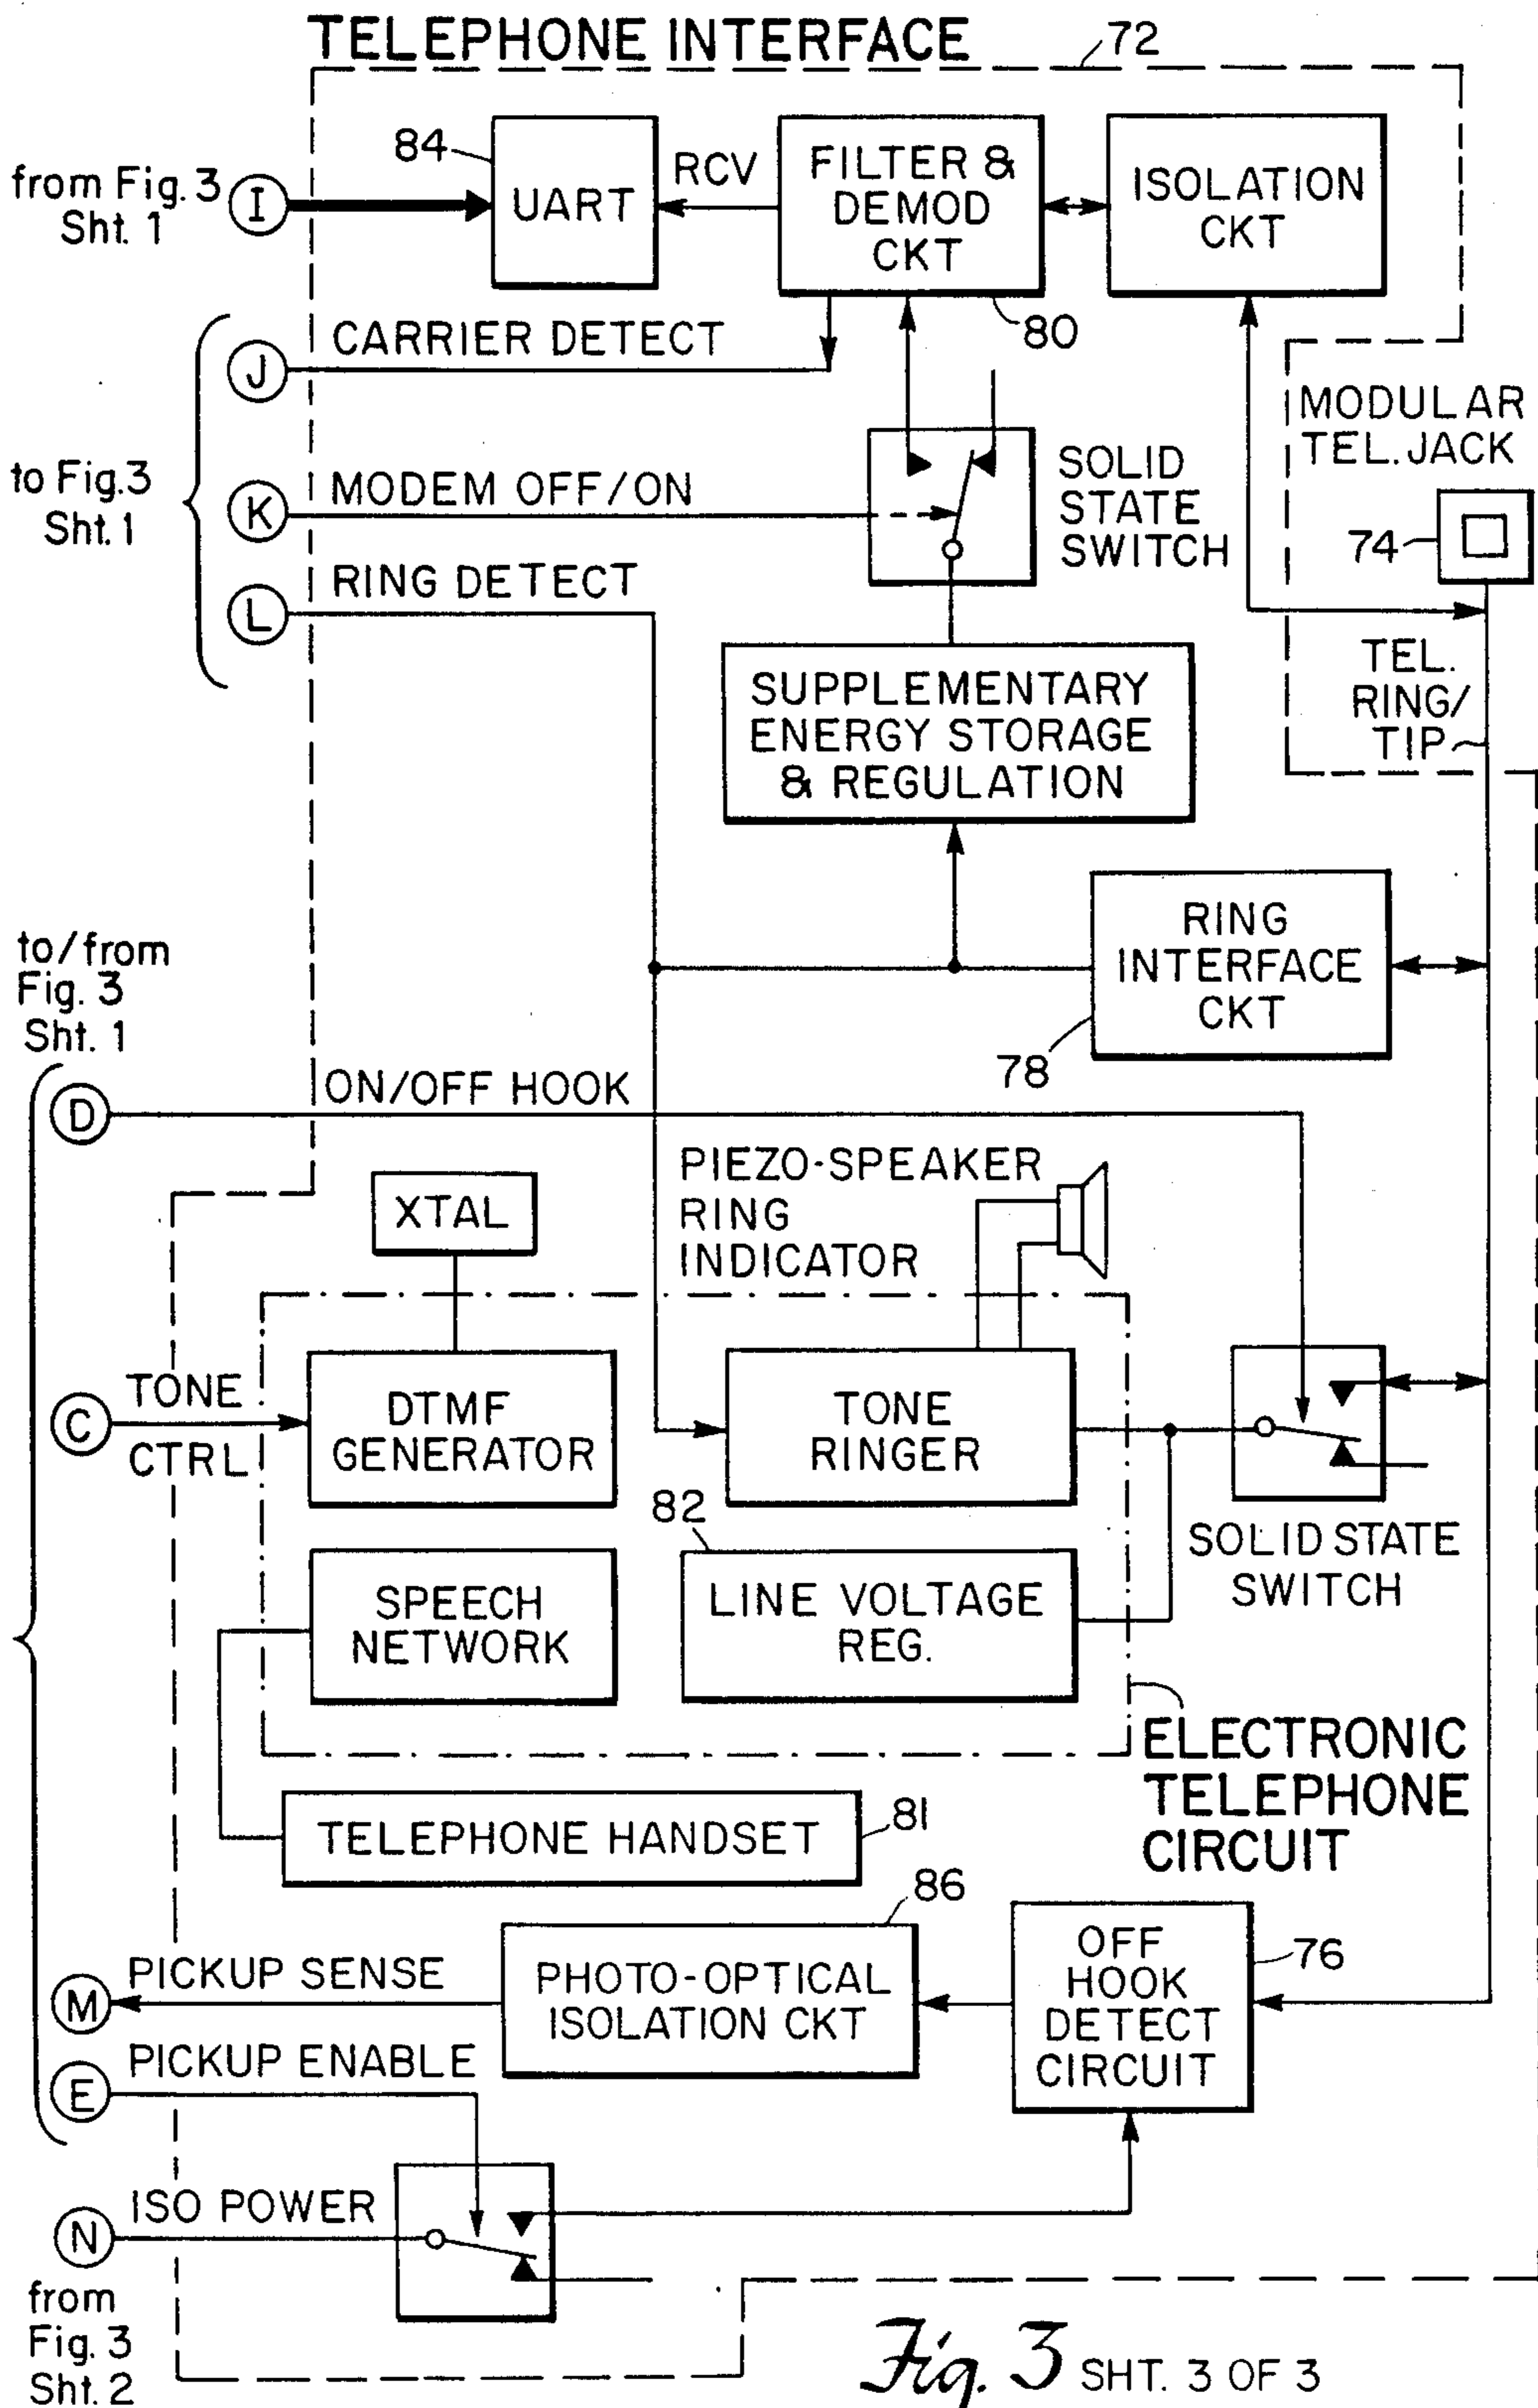 TELEPHONE INTERFACE
72
84
from Fig. 3
Sht. 1
I
UART
RCV
FILTER &
DEMOD
CKT
80
ISOLATION
CKT
J
CARRIER DETECT
to Fig.3
Sht. 1
K
MODEM OFF/ON
SOLID
STATE
SWITCH
MODULAR
TEL. JACK
74
L
RING DETECT
TEL.
RING/
TIP
SUPPLEMENTARY
ENERGY STORAGE
& REGULATION
RING
INTERFACE
CKT
78
to/from
Fig. 3
Sht. 1
D
ON/OFF HOOK
XTAL
PIEZO-SPEAKER
RING
INDICATOR
C
TONE
CTRL
DTMF
GENERATOR
TONE
RINGER
SOLID STATE
SWITCH
82
SPEECH
NETWORK
LINE VOLTAGE
REG.
ELECTRONIC
TELEPHONE
CIRCUIT
TELEPHONE HANDSET
81
86
M
PICKUP SENSE
PHOTO-OPTICAL
ISOLATION CKT
OFF
HOOK
DETECT
CIRCUIT
76
E
PICKUP ENABLE
N
ISO POWER
from
Fig. 3
Sht. 2
Fig. 3 SHT. 3 OF 3